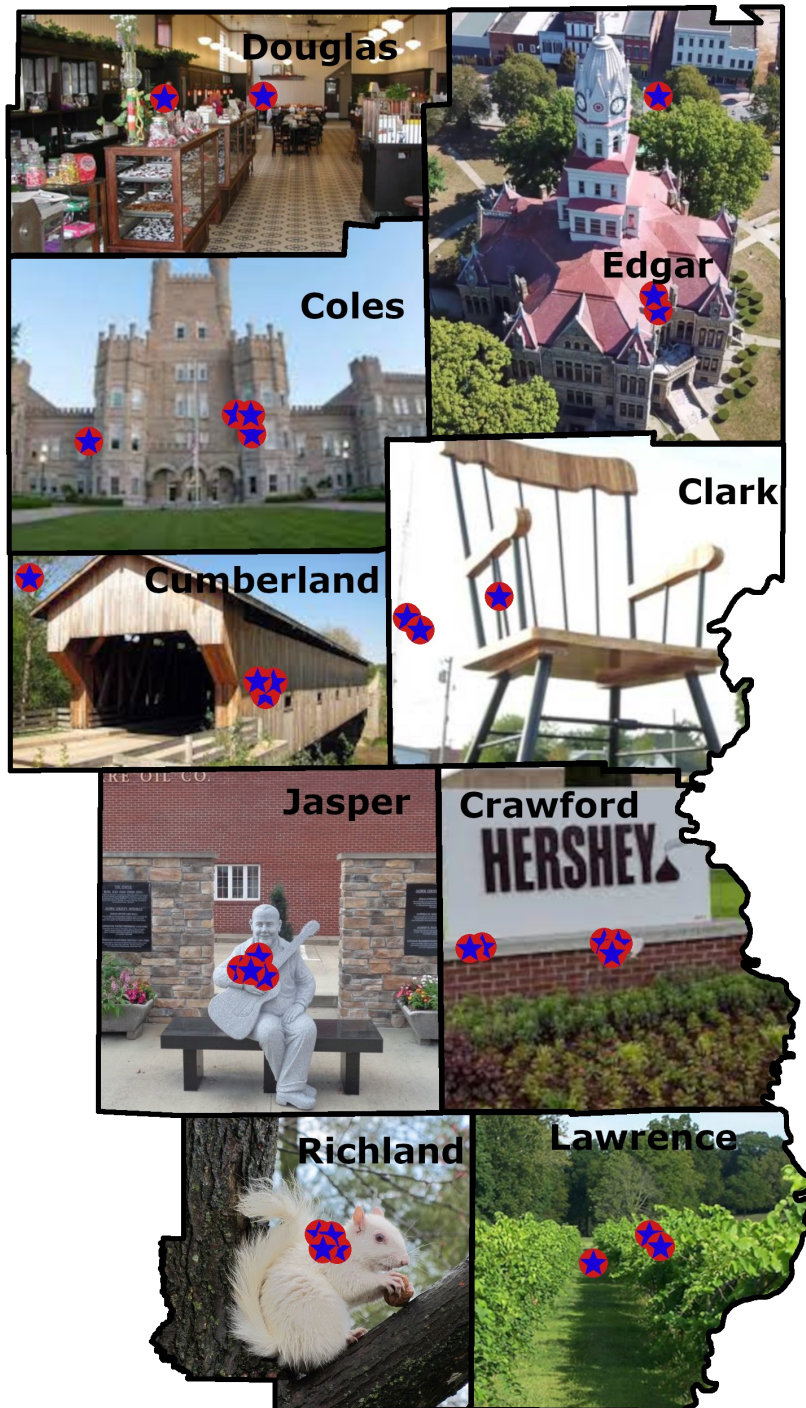 Douglas
Edgar
Coles
Clark
Cumberland
RE OIL CO.
Jasper
Crawford
HERSHEY
Richland
Lawrence